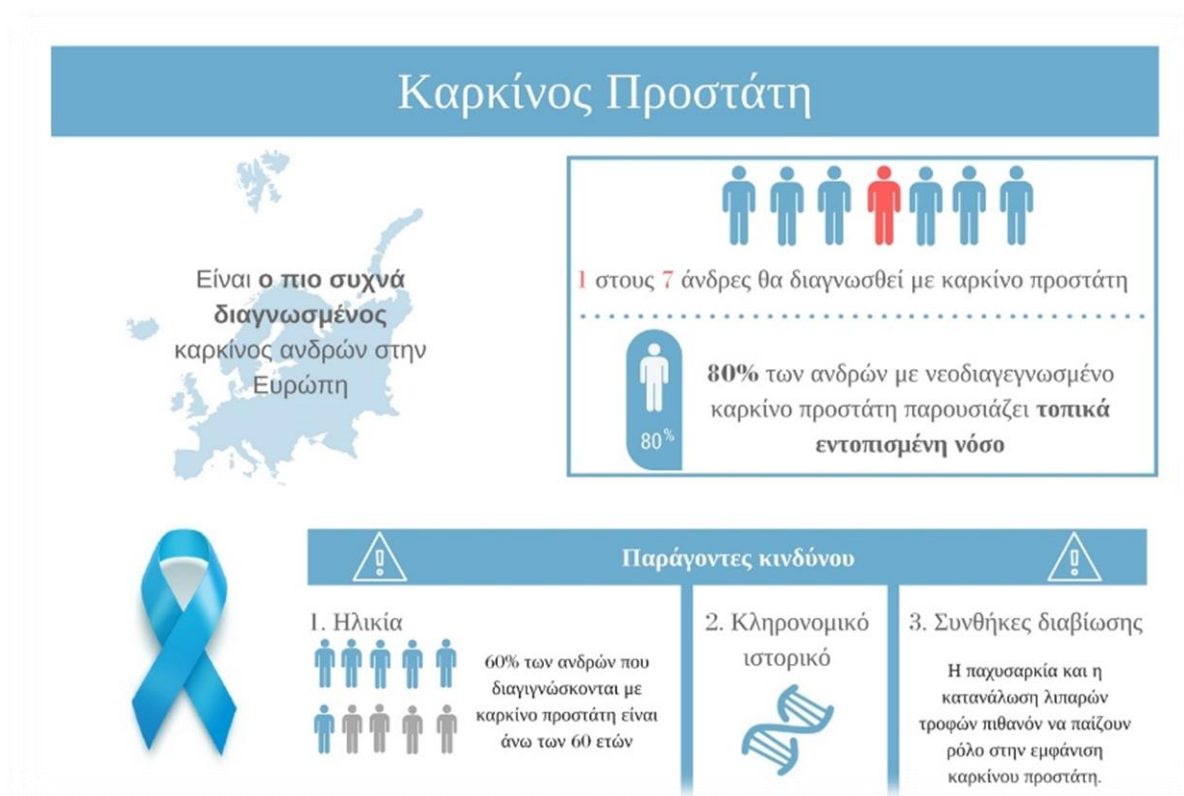 Καρκίνος Προστάτη
Είναι ο πιο συχνά
διαγνωσμένος
καρκίνος ανδρών στην
Ευρώπη
1 στους 7 άνδρες θα διαγνωσθεί με καρκίνο προστάτη
80%
80% των ανδρών με νεοδιαγεγνωσμένο
καρκίνο προστάτη παρουσιάζει τοπικά
εντοπισμένη νόσο
Παράγοντες κινδύνου
1. Ηλικία
60% των ανδρών που
διαγιγνώσκονται με
καρκίνο προστάτη είναι
άνω των 60 ετών
2. Κληρονομικό
ιστορικό
3. Συνθήκες διαβίωσης
Η παχυσαρκία και η
κατανάλωση λιπαρών
τροφών πιθανόν να παίζουν
ρόλο στην εμφάνιση
καρκίνου προστάτη.